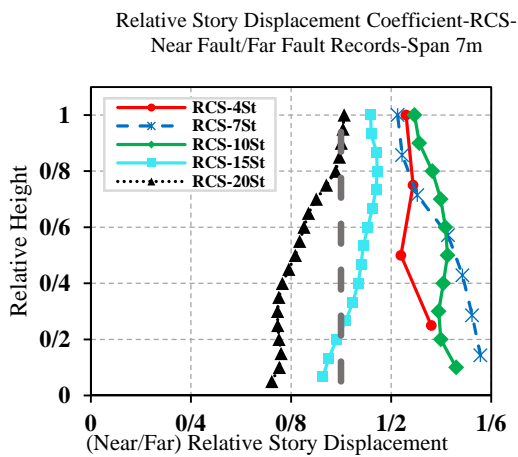 Relative Story Displacement Coefficient-RCS-
Near Fault/Far Fault Records-Span 7m
RCS-4St
RCS-7St
RCS-10St
RCS-15St
RCS-20St
Relative Height
1
0/8
0/6
0/4
0/2
0
0 0/4 0/8 1/2 1/6
(Near/Far) Relative Story Displacement